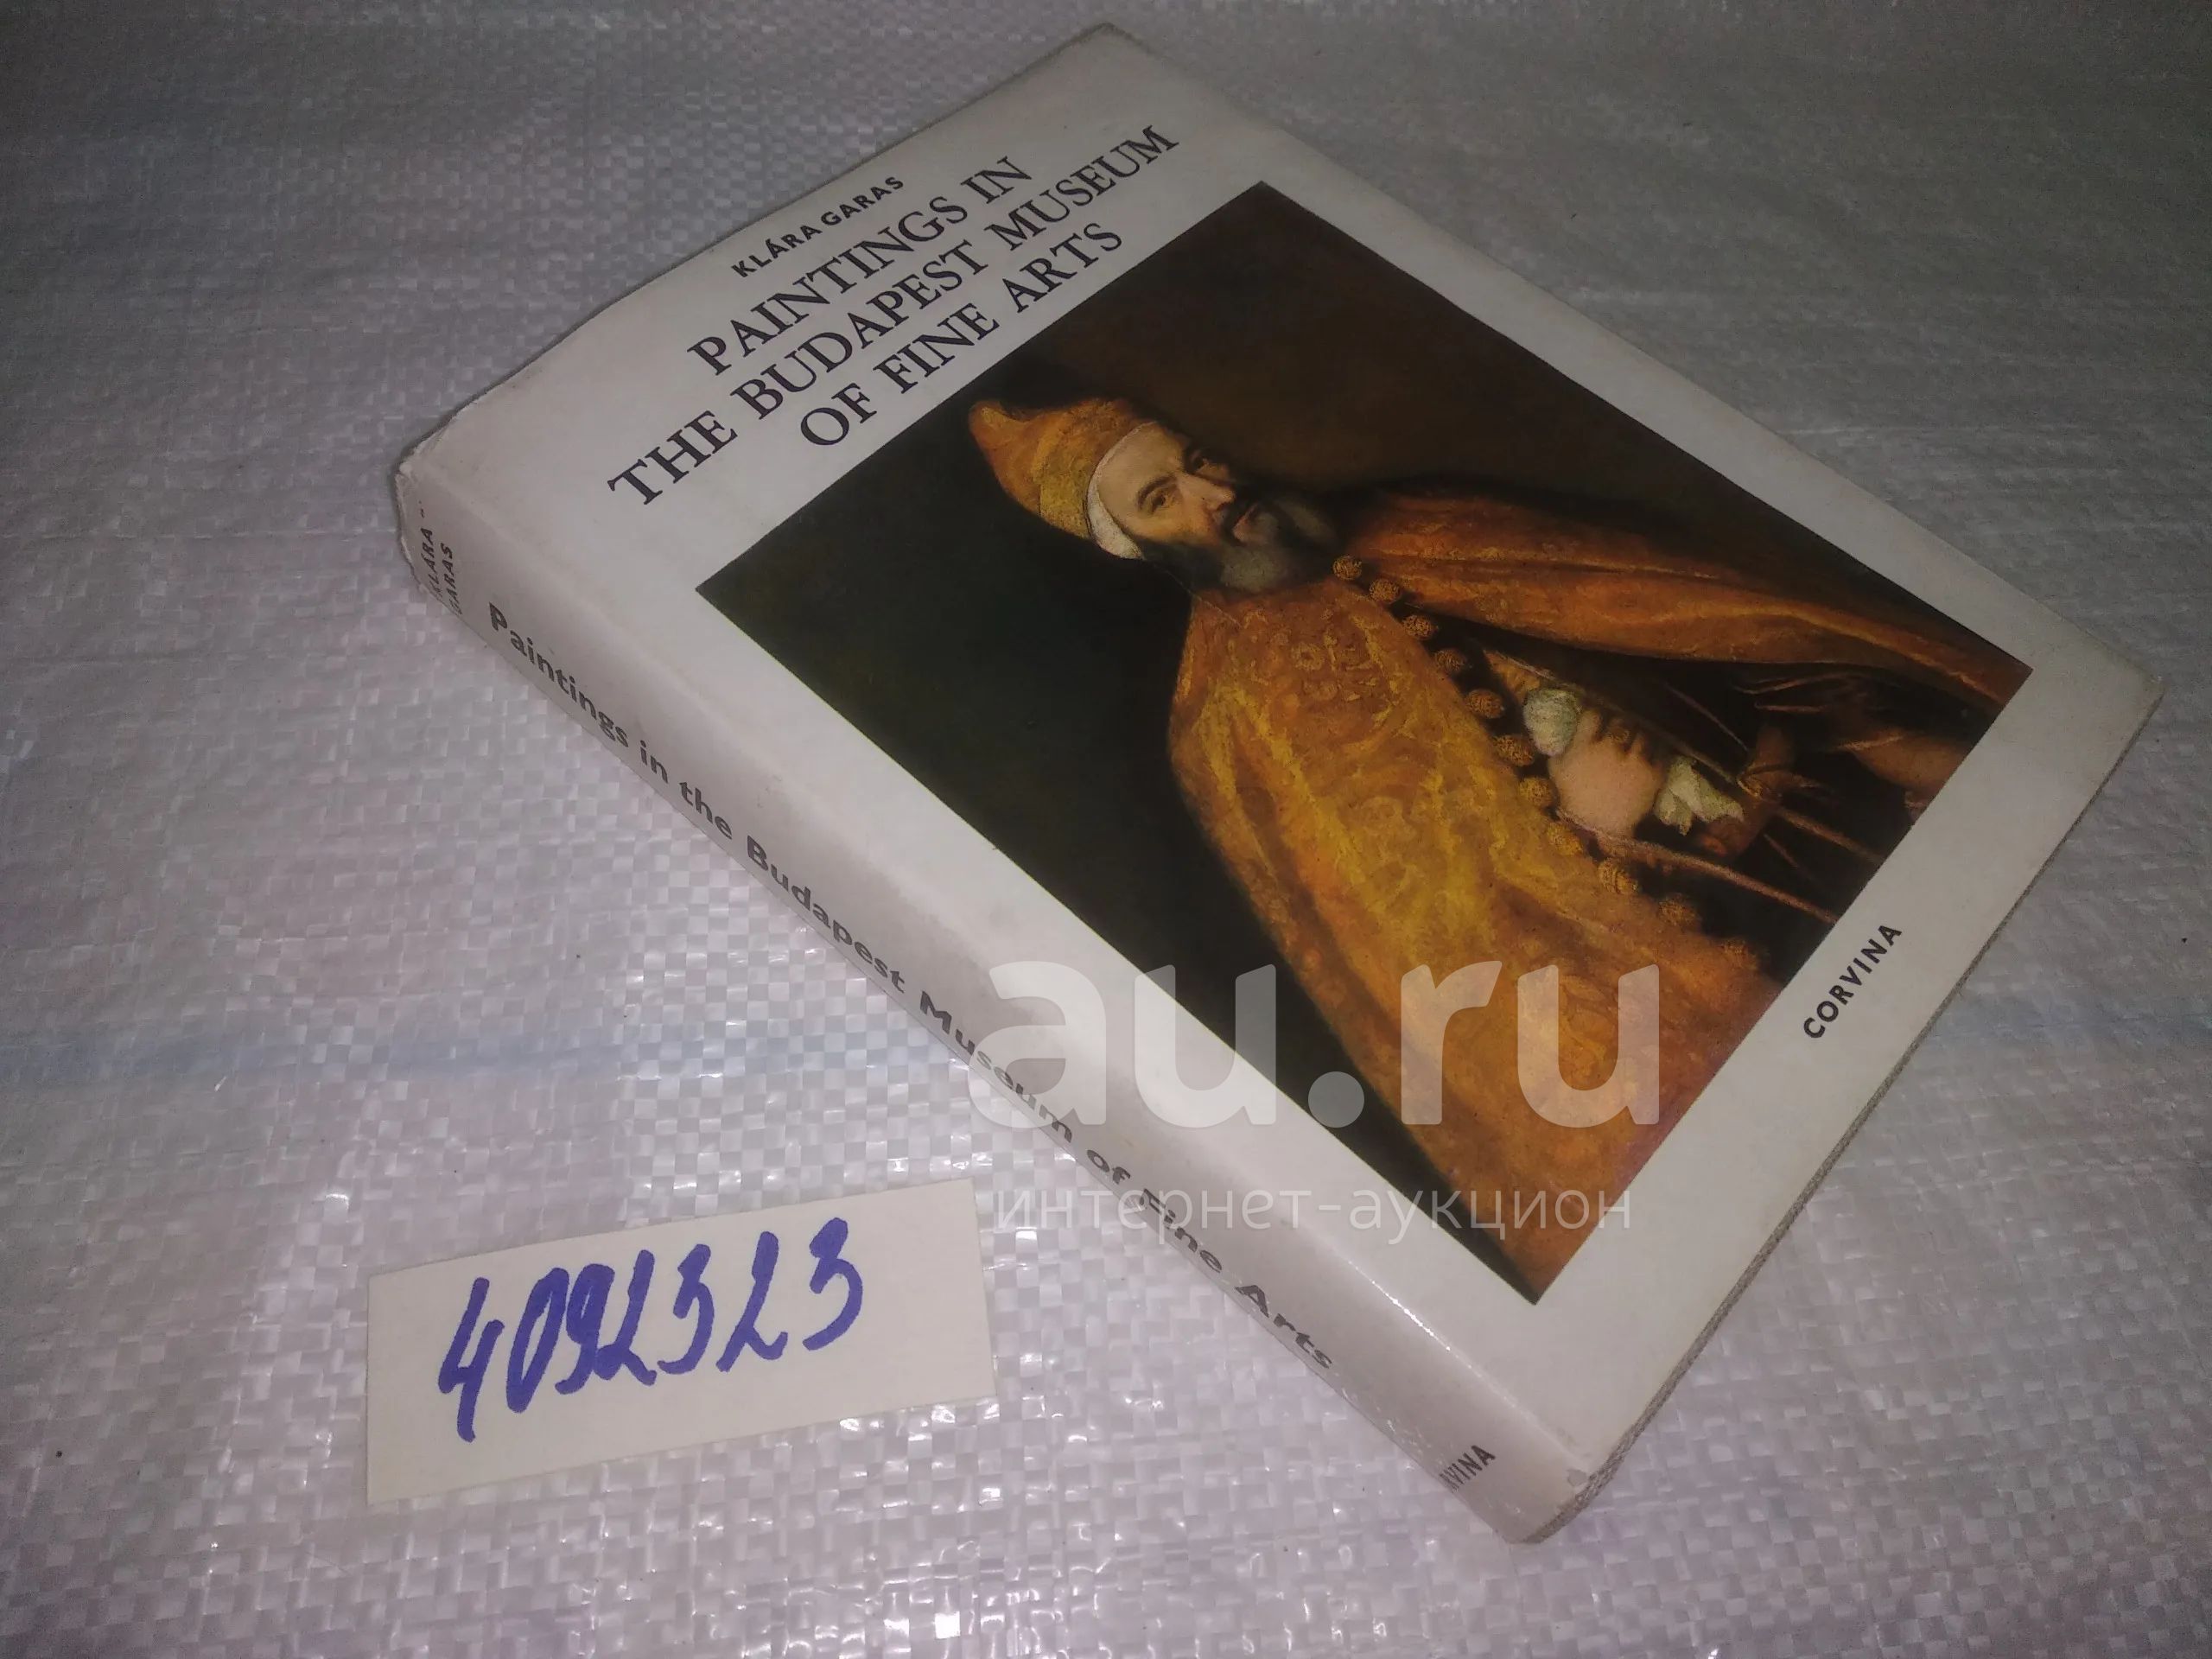 KLÁRA GARAS
PAINTINGS IN
THE BUDAPEST MUSEUM
OF FINE ARTS
CORVINA
KLÁRA
GARAS
Paintings in the Budapest Museum of Fine Arts
RVINA
au.ru
интернет-аукцион
4092323